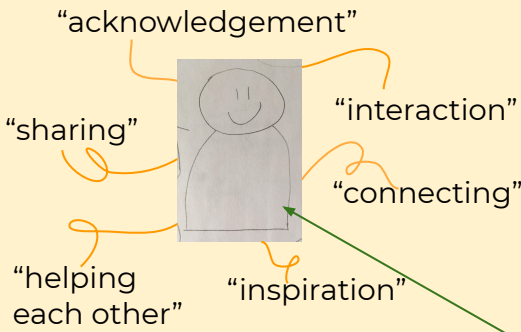 “acknowledgement”
“interaction”
“sharing”
“connecting”
“helping
each other”
“inspiration”